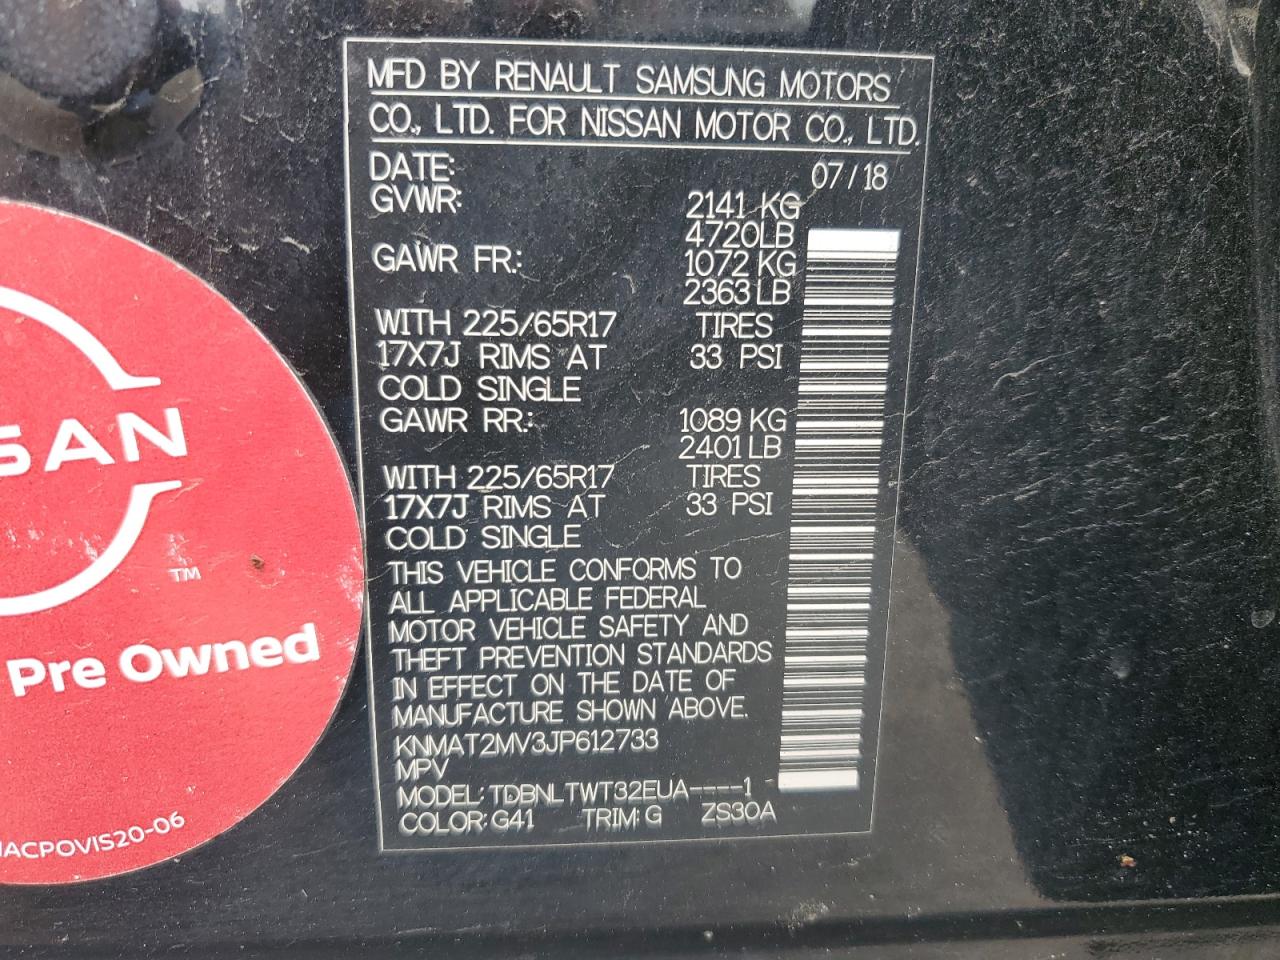 MFD BY RENAULT SAMSUNG MOTORS
CO., LTD. FOR NISSAN MOTOR CO., LTD.
DATE: 07/18
GVWR: 2141 KG
4720LB
GAWR FR.: 1072 KG
2363 LB
WITH 225/65R17 TIRES
17X7J RIMS AT 33 PSI
COLD SINGLE
GAWR RR.: 1089 KG
2401 LB
WITH 225/65R17 TIRES
17X7J RIMS AT 33 PSI
COLD SINGLE
THIS VEHICLE CONFORMS TO
ALL APPLICABLE FEDERAL
MOTOR VEHICLE SAFETY AND
THEFT PREVENTION STANDARDS
IN EFFECT ON THE DATE OF
MANUFACTURE SHOWN ABOVE.
KNMAT2MV3JP612733
MPV
MODEL: TDBNLTWT32EUA----1
COLOR: G41 TRIM: G ZS30A
SSAN
TM
Pre Owned
ACPOVIS20-06